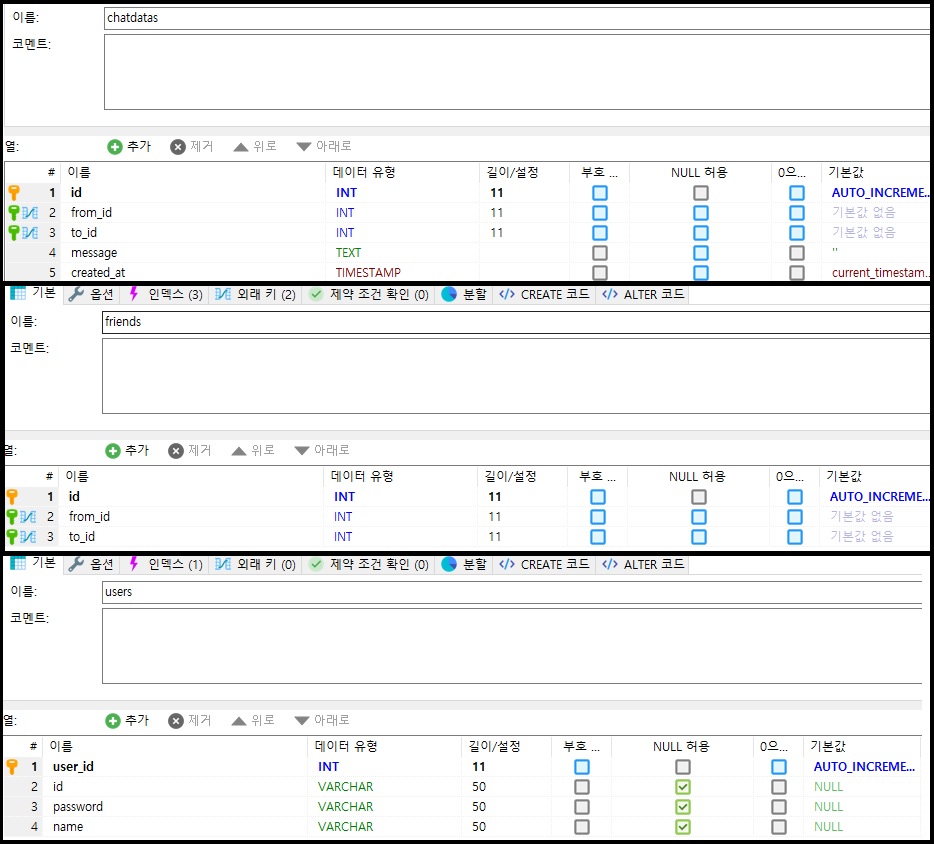 이름: chatdatas
코멘트:
열: 추가 제거 위로 아래로
# 이름 데이터 유형 길이/설정 부호 ... NULL 허용 0으... 기본값
1 id INT 11 AUTO_INCREME...
2 from_id INT 11 기본값 없음
3 to_id INT 11 기본값 없음
4 message TEXT ''
5 created_at TIMESTAMP current_timestam...
기본 옵션 인덱스 (3) 외래 키 (2) 제약 조건 확인 (0) 분할 </> CREATE 코드 </> ALTER 코드
이름: friends
코멘트:
열: 추가 제거 위로 아래로
# 이름 데이터 유형 길이/설정 부호 ... NULL 허용 0으... 기본값
1 id INT 11 AUTO_INCREME...
2 from_id INT 11 기본값 없음
3 to_id INT 11 기본값 없음
기본 옵션 인덱스 (1) 외래 키 (0) 제약 조건 확인 (0) 분할 </> CREATE 코드 </> ALTER 코드
이름: users
코멘트:
열: 추가 제거 위로 아래로
# 이름 데이터 유형 길이/설정 부호 ... NULL 허용 0으... 기본값
1 user_id INT 11 AUTO_INCREME...
2 id VARCHAR 50 NULL
3 password VARCHAR 50 NULL
4 name VARCHAR 50 NULL